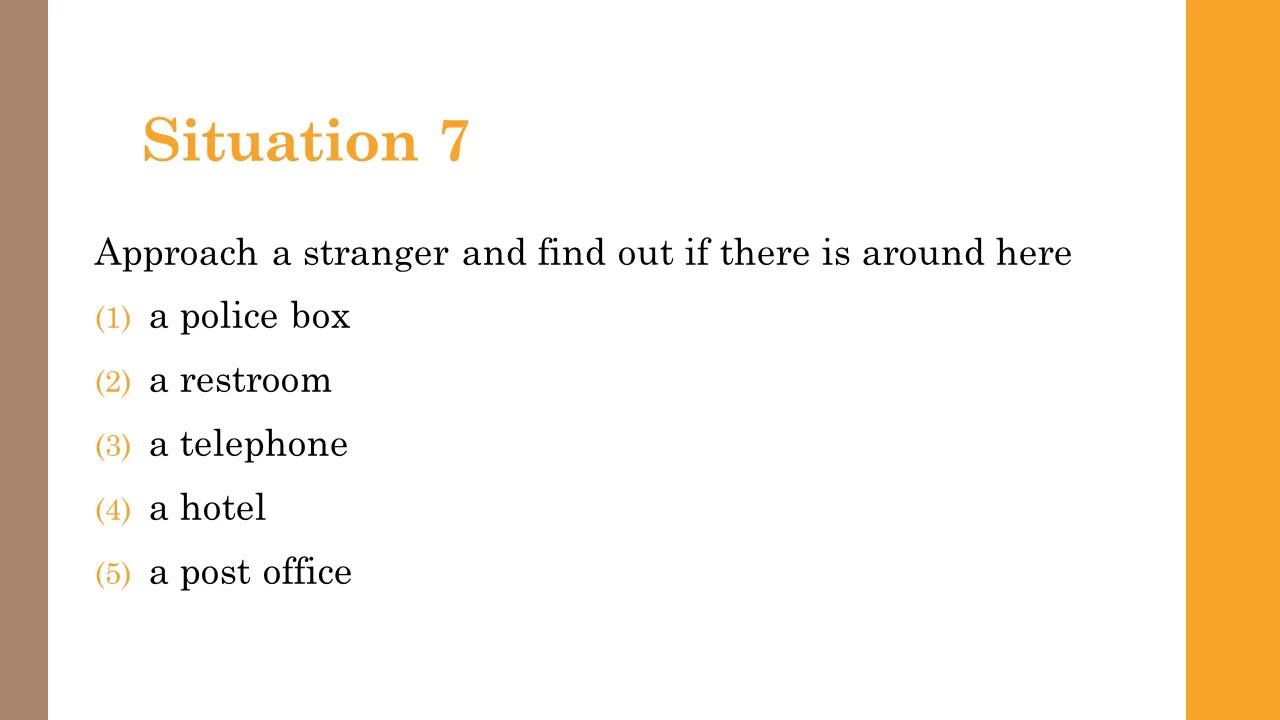 Situation 7
Approach a stranger and find out if there is around here
(1) a police box
(2) a restroom
(3) a telephone
(4) a hotel
(5) a post office